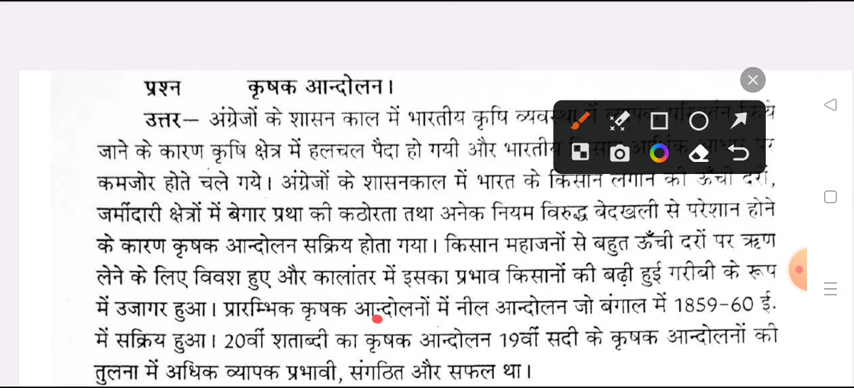 प्रश्न कृषक आन्दोलन।
उत्तर— अंग्रेजों के शासन काल में भारतीय कृषि व्यवस्था में
जाने के कारण कृषि क्षेत्र में हलचल पैदा हो गयी और भारतीय पर
कमजोर होते चले गये। अंग्रेजों के शासनकाल में भारत के किसान लगान की ऊँची दरों,
जमींदारी क्षेत्रों में बेगार प्रथा की कठोरता तथा अनेक नियम विरुद्ध बेदखली से परेशान होने
के कारण कृषक आन्दोलन सक्रिय होता गया। किसान महाजनों से बहुत ऊँची दरों पर ऋण
लेने के लिए विवश हुए और कालांतर में इसका प्रभाव किसानों की बढ़ी हुई गरीबी के रूप
में उजागर हुआ। प्रारम्भिक कृषक आन्दोलनों में नील आन्दोलन जो बंगाल में 1859-60 ई.
में सक्रिय हुआ। 20वीं शताब्दी का कृषक आन्दोलन 19वीं सदी के कृषक आन्दोलनों की
तुलना में अधिक व्यापक प्रभावी, संगठित और सफल था।